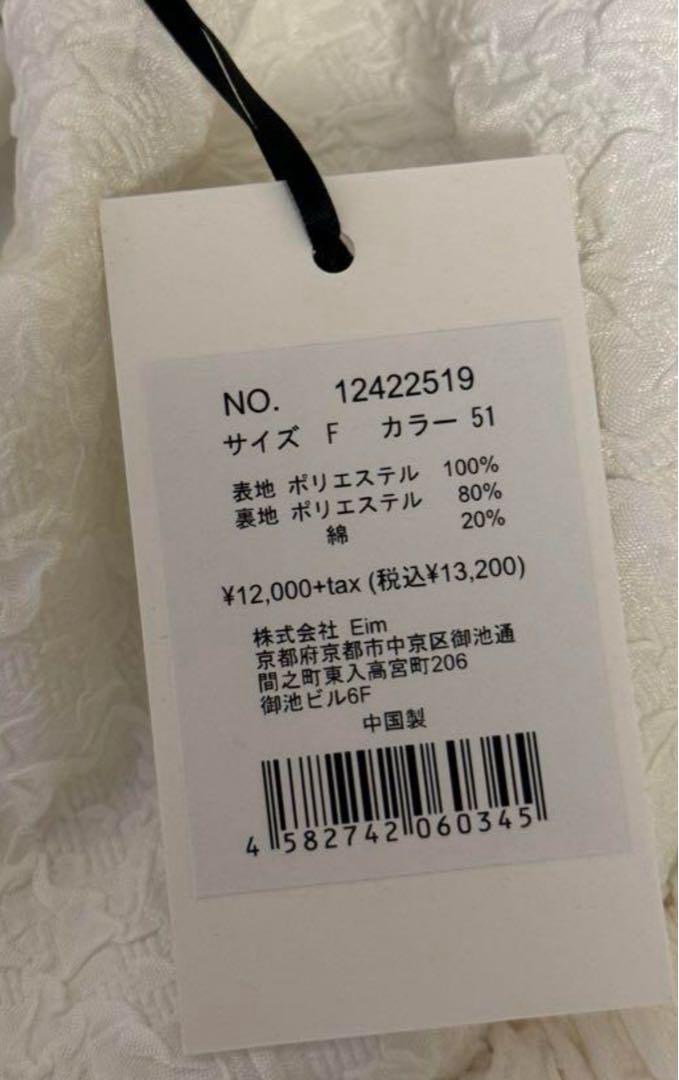 NO. 12422519
サイズ F カラー 51
表地 ポリエステル 100%
裏地 ポリエステル 80%
綿 20%
¥12,000+tax (税込¥13,200)
株式会社 Eim
京都府京都市中京区御池通
間之町東入高宮町206
御池ビル6F
中国製
4 582742 060345